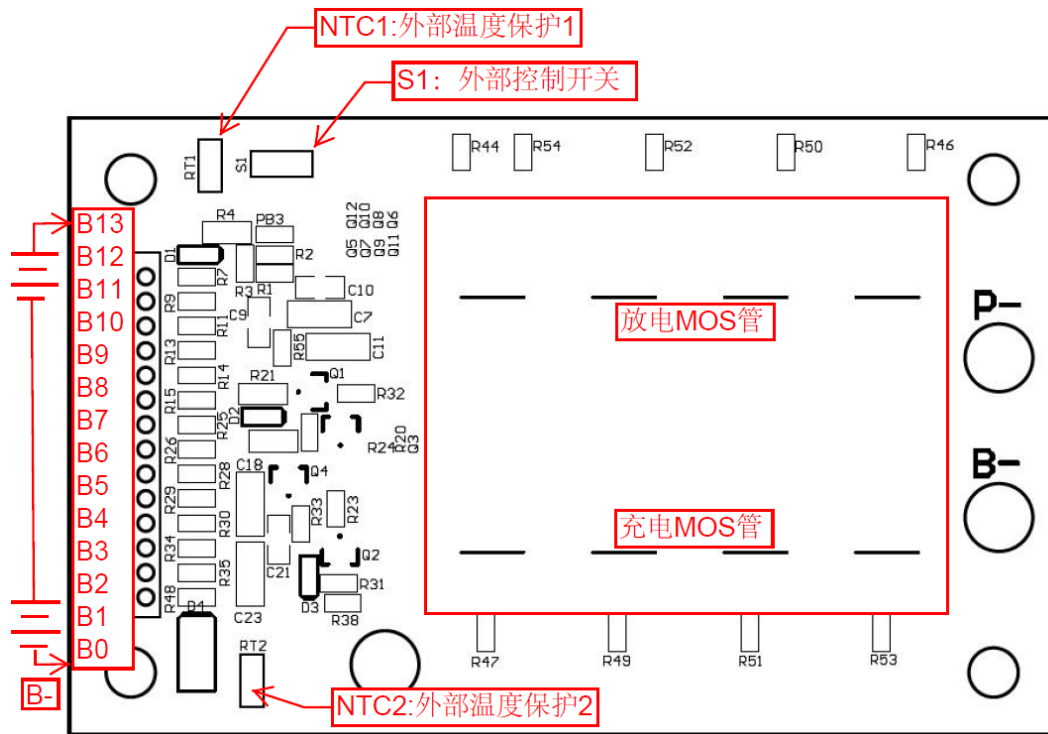 NTC1:外部温度保护1
S1: 外部控制开关
RT1
S1
R44
R54
R52
R50
R46
B13
B12
B11
B10
B9
B8
B7
B6
B5
B4
B3
B2
B1
B0
B-
R4
PB3
Q12
Q10
Q8
Q6
Q5
Q7
Q9
Q11
D1
R2
R7
R3
R1
C10
R9
C9
C7
R11
R13
R55
C11
R14
R21
Q1
R32
R15
D2
R25
R24
R20
Q3
R26
C18
Q4
R28
R29
R33
R23
R30
R34
C21
Q2
R35
R31
R48
D4
C23
D3
R38
RT2
放电MOS管
充电MOS管
P-
B-
R47
R49
R51
R53
NTC2:外部温度保护2